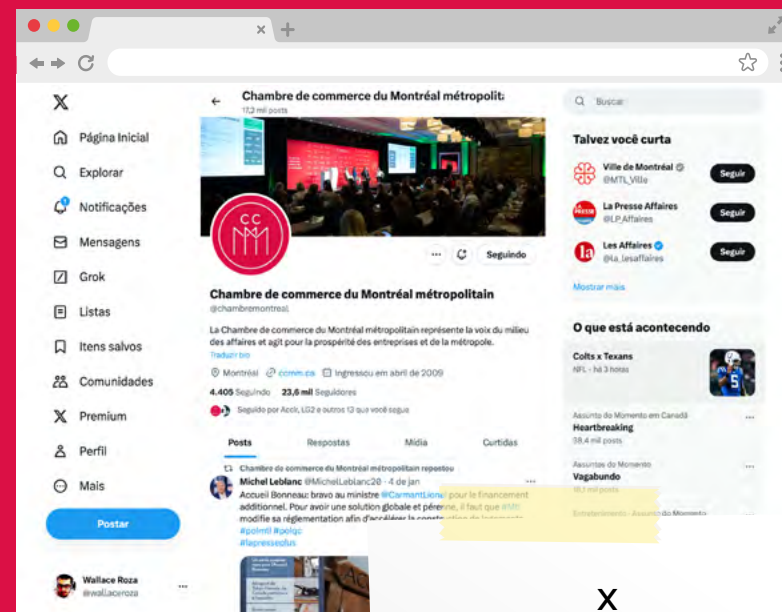 Chambre de commerce du Montréal métropolit
17,3 mil posts
X
Página Inicial
Explorar
Notificações
Mensagens
Grok
Listas
Itens salvos
Comunidades
Premium
Perfil
Mais
Postar
Wallace Roza
@wallaceroza
CC
MM
Seguindo
Chambre de commerce du Montréal métropolitain
@chambremontreal
La Chambre de commerce du Montréal métropolitain représente la voix du milieu
des affaires et agit pour la prospérité des entreprises et de la métropole.
Traduzir bio
Montréal ccmm.ca Ingressou em abril de 2009
4.405 Seguindo 23,6 mil Seguidores
Seguido por Accir, LG2 e outros 13 que você segue
Posts Respostas Mídia Curtidas
Chambre de commerce du Montréal métropolitain repostou
Michel Leblanc @MichelLeblanc28 · 4 de jan
Accueil Bonneau: bravo au ministre @CarmantLionel pour le financement
additionnel. Pour avoir une solution globale et pérenne, il faut que #Mtl
modifie sa réglementation afin d'accélérer la construction de logements
#polmtl #polqc
#lapresseplus
Buscar
Talvez você curta
Ville de Montréal
@MTL_Ville
Seguir
La Presse Affaires
@LP_Affaires
Seguir
la
Les Affaires
@la_lesaffaires
Seguir
Mostrar mais
O que está acontecendo
Colts x Texans
NFL · há 3 horas
Assunto do Momento em Canadá
Heartbreaking
38,4 mil posts
Assuntos do Momento
Vagabundo
Entretenimento · Assunto do Momento
X